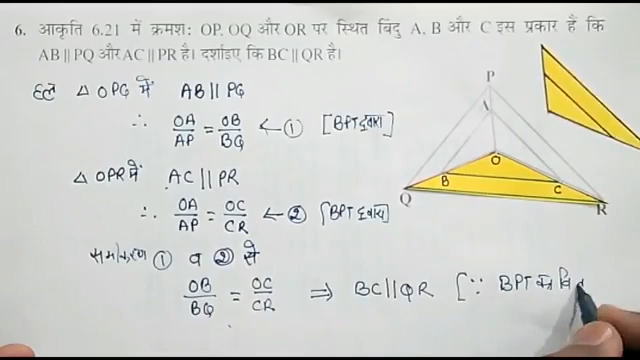 6. आकृति 6.21 में क्रमश: OP, OQ और OR पर स्थित बिंदु A, B और C इस प्रकार हैं कि
AB || PQ और AC || PR है। दर्शाइए कि BC || QR है।
हल △ OPQ में AB || PQ
∴ OA/AP = OB/BQ ← ① [BPT द्वारा]
△ OPR में AC || PR
∴ OA/AP = OC/CR ← ② [BPT द्वारा]
समीकरण ① व ② से
OB/BQ = OC/CR ⇒ BC || QR [∵ BPT का वि
P
A
O
B
C
Q
R